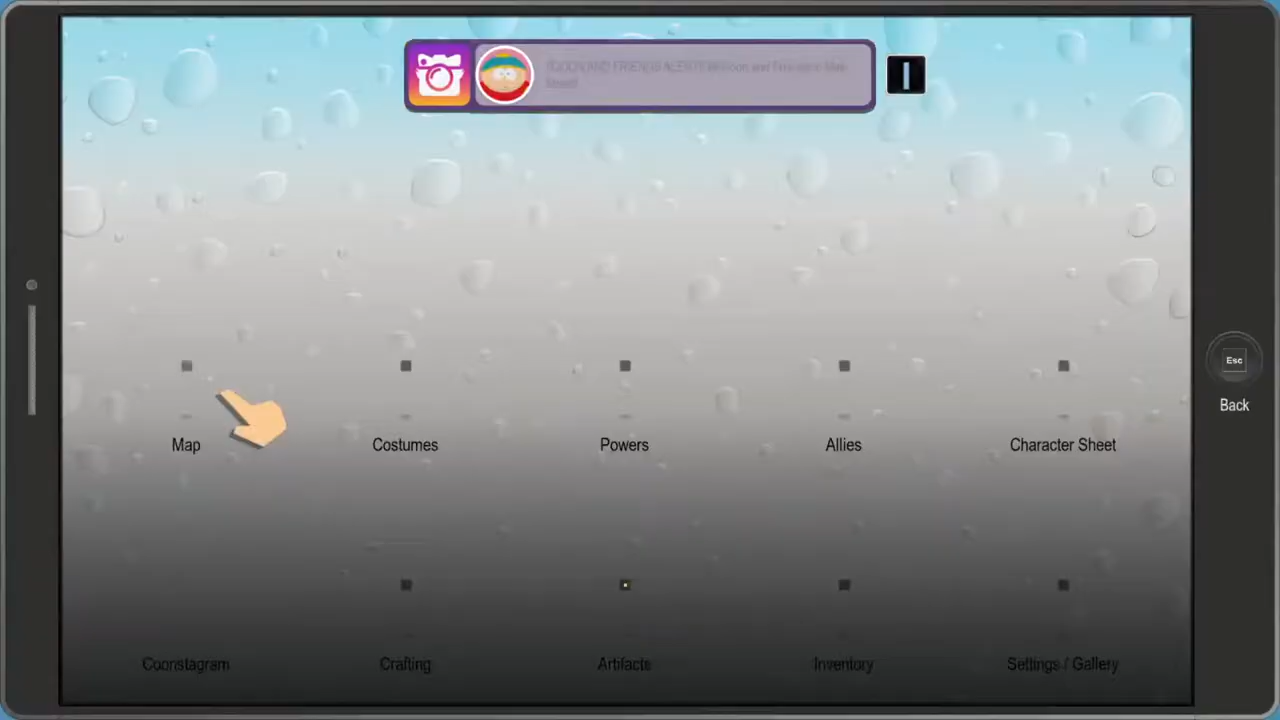 Esc
Back
Map
Costumes
Powers
Allies
Character Sheet
Coonstagram
Crafting
Artifacts
Inventory
Settings / Gallery